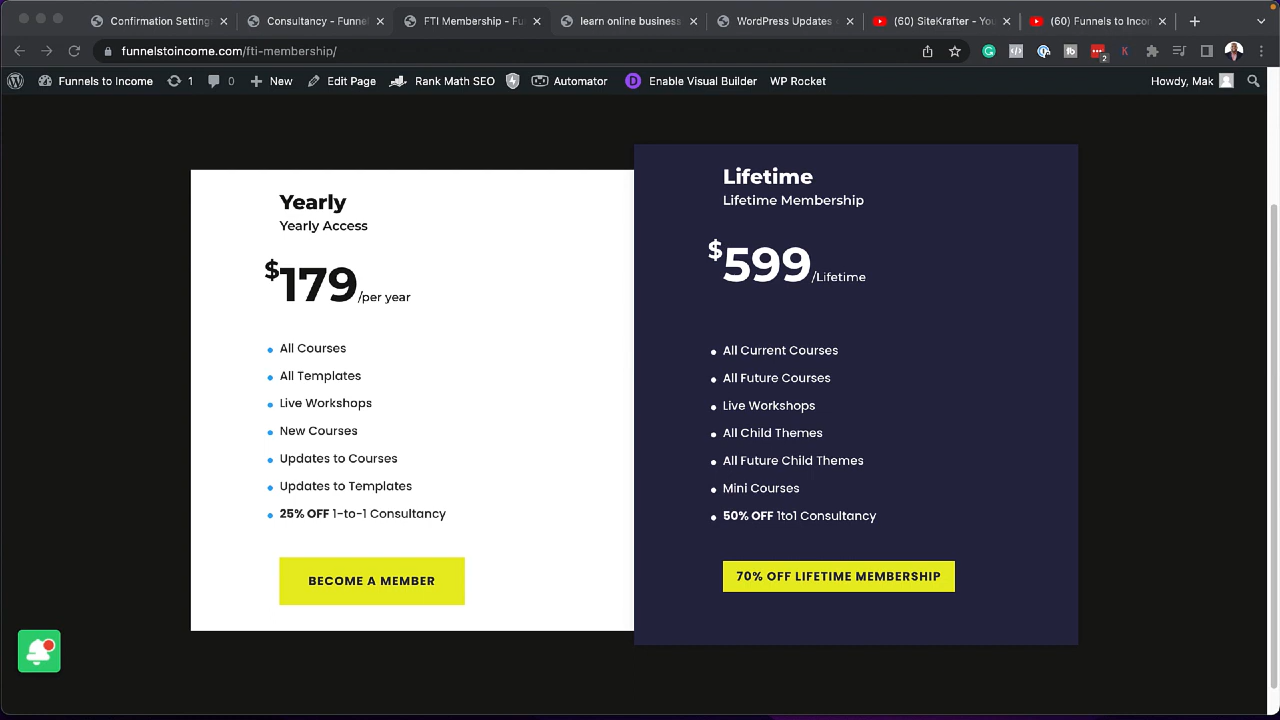 Confirmation Setting
Consultancy - Funnel
FTI Membership - Fu
learn online business
WordPress Updates
(60) SiteKrafter - Yo
(60) Funnels to Inco
funnelstoincome.com/fti-membership/
K
2
Funnels to Income
1
0
New
Edit Page
Rank Math SEO
Automator
D
Enable Visual Builder
WP Rocket
Howdy, Mak
Yearly
Yearly Access
$179/per year
All Courses
All Templates
Live Workshops
New Courses
Updates to Courses
Updates to Templates
25% OFF 1-to-1 Consultancy
BECOME A MEMBER
Lifetime
Lifetime Membership
$599/Lifetime
All Current Courses
All Future Courses
Live Workshops
All Child Themes
All Future Child Themes
Mini Courses
50% OFF 1to1 Consultancy
70% OFF LIFETIME MEMBERSHIP